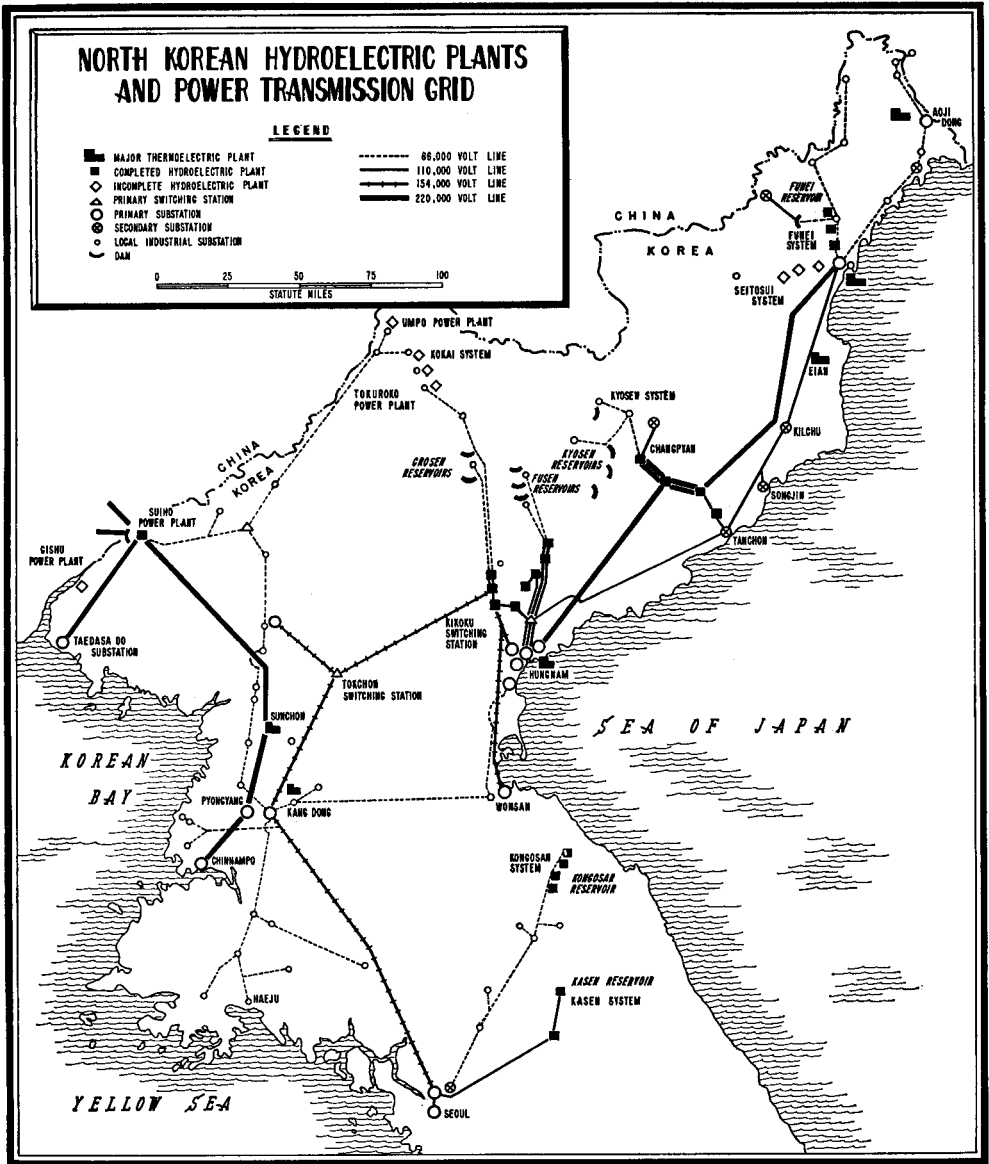 NORTH KOREAN HYDROELECTRIC PLANTS
AND POWER TRANSMISSION GRID
LEGEND
MAJOR THERMOELECTRIC PLANT
COMPLETED HYDROELECTRIC PLANT
INCOMPLETE HYDROELECTRIC PLANT
PRIMARY SWITCHING STATION
PRIMARY SUBSTATION
SECONDARY SUBSTATION
LOCAL INDUSTRIAL SUBSTATION
DAM
66,000 VOLT LINE
110,000 VOLT LINE
154,000 VOLT LINE
220,000 VOLT LINE
0 25 50 75 100
STATUTE MILES
AOJI
DONG
FUNEI
RESERVOIR
CHINA
KOREA
FUNEI
SYSTEM
SEITOSUI
SYSTEM
UMPO POWER PLANT
KOKAI SYSTEM
TOKUROKO
POWER PLANT
EIAN
KYOSEN SYSTEM
KILCHU
CHANGPYAN
KYOSEN
RESERVOIRS
CHINA
KOREA
GROSEN
RESERVOIRS
FUSEN
RESERVOIRS
SONGJIN
SUIHO
POWER PLANT
TANCHON
GISHU
POWER PLANT
KIKOKU
SWITCHING
STATION
TAEDASA DO
SUBSTATION
HUNGNAM
TOKCHON
SWITCHING STATION
SUNCHON
SEA OF JAPAN
KOREAN
BAY
PYONGYANG
KANG DONG
WONSAN
CHINNAMPO
KONGOSAN
SYSTEM
KONGOSAR
RESERVOIR
KASEN RESERVOIR
KASEN SYSTEM
HAEJU
YELLOW SEA
SEOUL